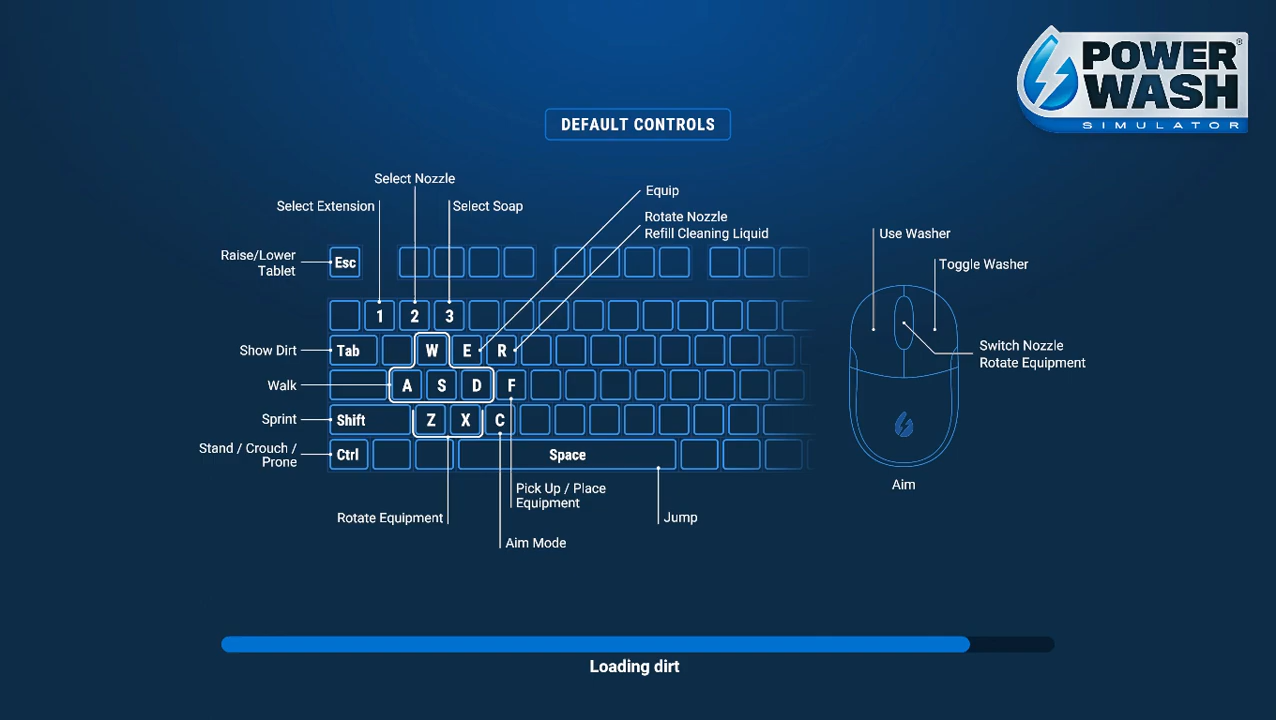 POWER
WASH
®
SIMULATOR
DEFAULT CONTROLS
Select Nozzle
Select Extension
Select Soap
Equip
Rotate Nozzle
Refill Cleaning Liquid
Raise/Lower
Tablet
Esc
1 2 3
Show Dirt
Tab W E R
Walk
A S D F
Sprint
Shift Z X C
Stand / Crouch /
Prone
Ctrl Space
Rotate Equipment
Pick Up / Place
Equipment
Aim Mode
Jump
Use Washer
Toggle Washer
Switch Nozzle
Rotate Equipment
Aim
Loading dirt